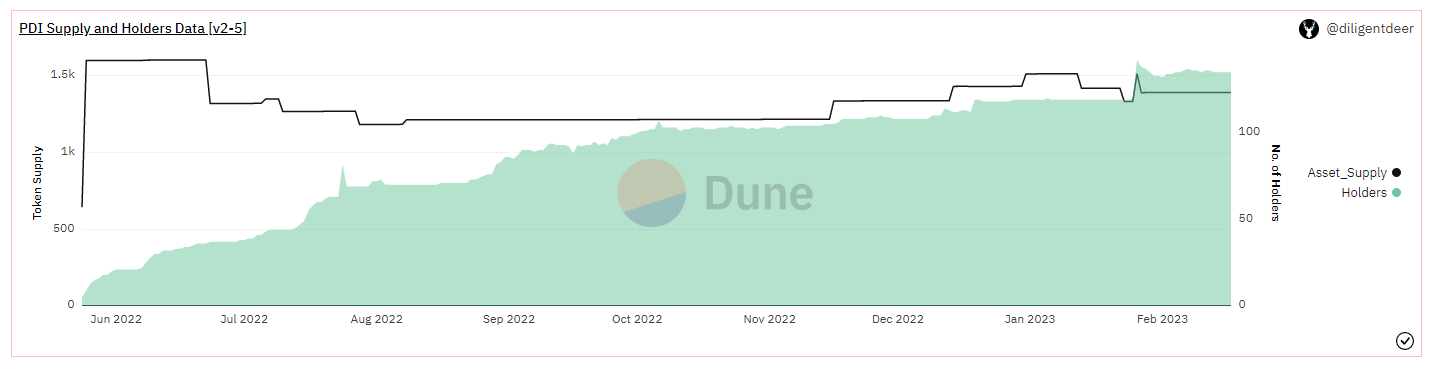 PDI Supply and Holders Data [v2-5]
@diligentdeer
1.5k
1k
500
0
Token Supply
100
50
0
No. of Holders
Asset_Supply
Holders
Dune
Jun 2022
Jul 2022
Aug 2022
Sep 2022
Oct 2022
Nov 2022
Dec 2022
Jan 2023
Feb 2023